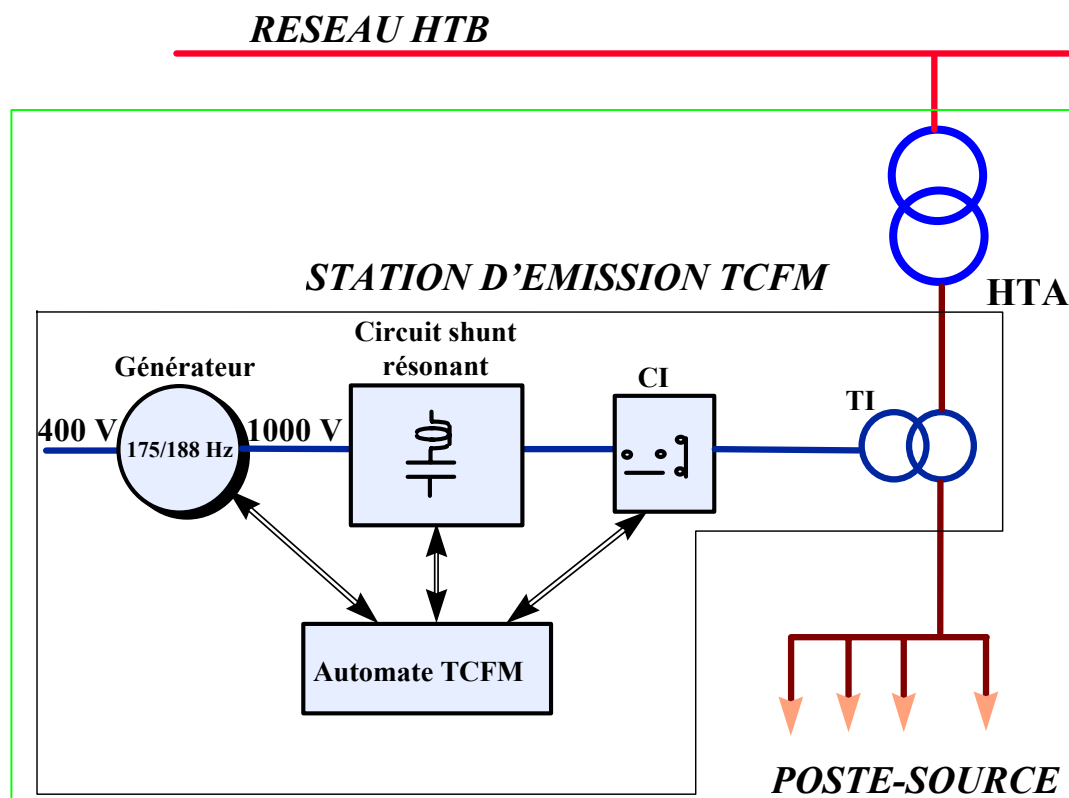 RESEAU HTB
STATION D'EMISSION TCFM
HTA
Circuit shunt
résonant
Générateur
CI
TI
400 V
175/188 Hz
1000 V
Automate TCFM
POSTE-SOURCE